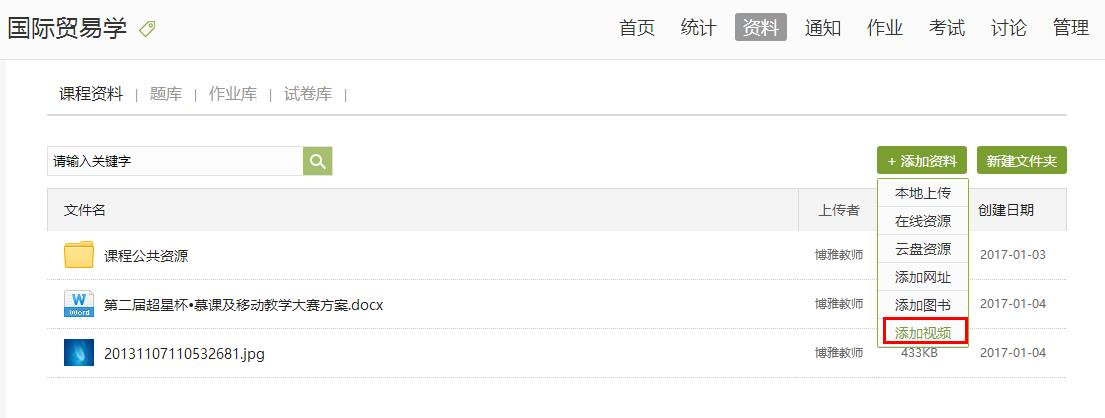 国际贸易学
首页 统计 资料 通知 作业 考试 讨论 管理
课程资料 | 题库 | 作业库 | 试卷库 |
请输入关键字
+ 添加资料 新建文件夹
本地上传
在线资源
云盘资源
添加网址
添加图书
添加视频
文件名 上传者 创建日期
课程公共资源 博雅教师 2017-01-03
W
Word
第二届超星杯•慕课及移动教学大赛方案.docx 博雅教师 2017-01-04
20131107110532681.jpg 博雅教师 433KB 2017-01-04